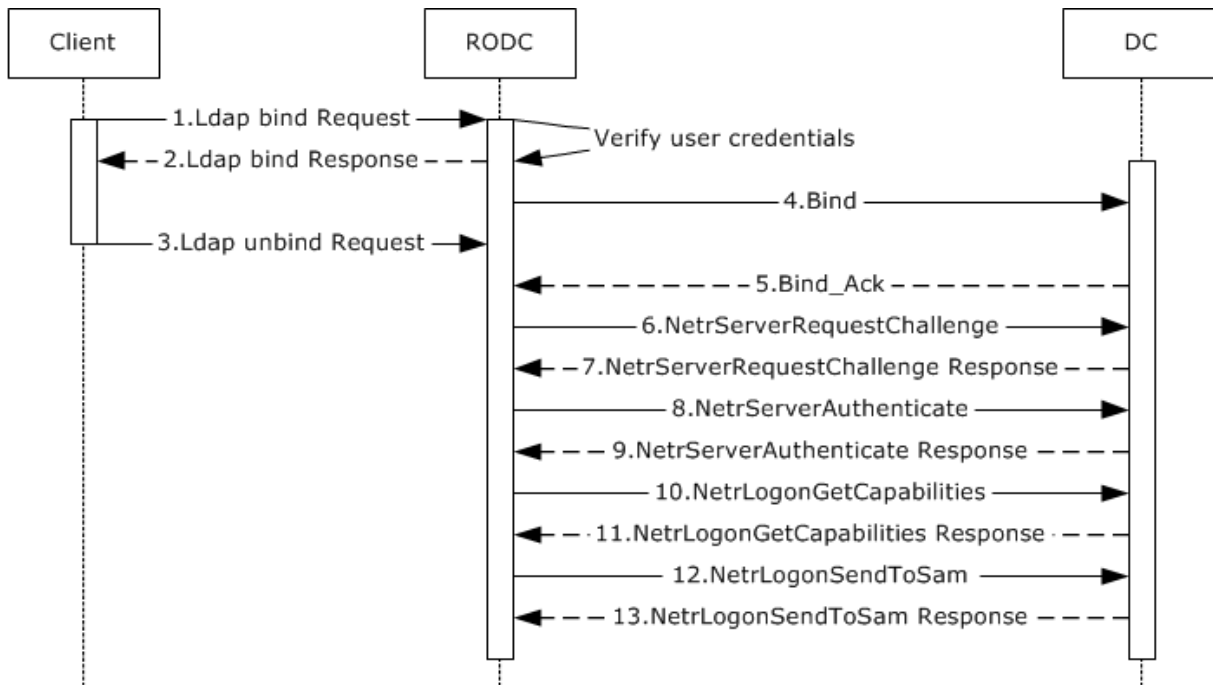 Client
RODC
DC
1.Ldap bind Request
Verify user credentials
2.Ldap bind Response
4.Bind
3.Ldap unbind Request
5.Bind_Ack
6.NetrServerRequestChallenge
7.NetrServerRequestChallenge Response
8.NetrServerAuthenticate
9.NetrServerAuthenticate Response
10.NetrLogonGetCapabilities
11.NetrLogonGetCapabilities Response
12.NetrLogonSendToSam
13.NetrLogonSendToSam Response